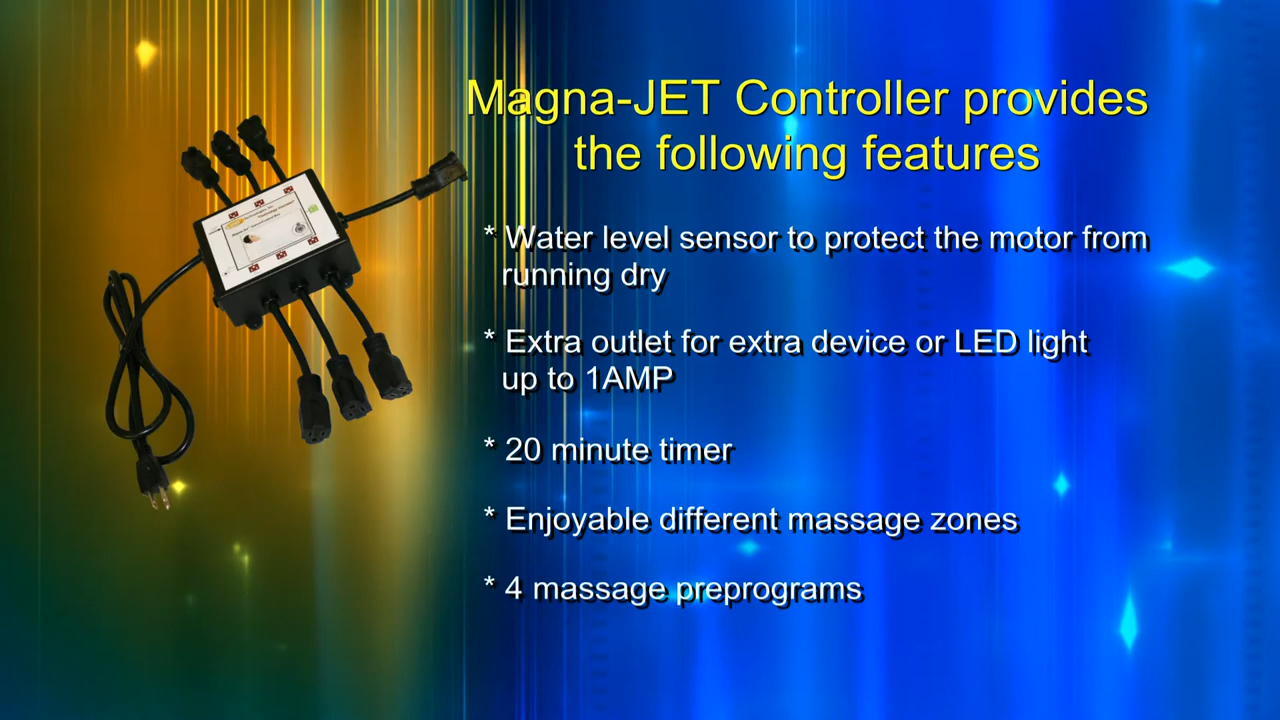 Magna-JET Controller provides
the following features
* Water level sensor to protect the motor from
running dry
* Extra outlet for extra device or LED light
up to 1AMP
* 20 minute timer
* Enjoyable different massage zones
* 4 massage preprograms